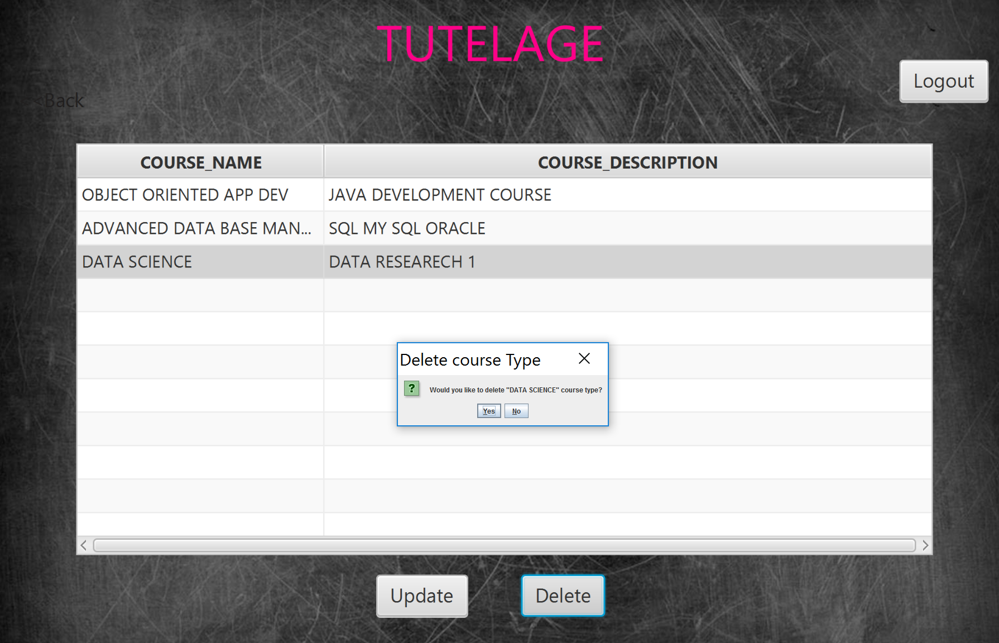 TUTELAGE
Logout
<Back
COURSE_NAME COURSE_DESCRIPTION
OBJECT ORIENTED APP DEV JAVA DEVELOPMENT COURSE
ADVANCED DATA BASE MAN... SQL MY SQL ORACLE
DATA SCIENCE DATA RESEARECH 1
Delete course Type
? Would you like to delete "DATA SCIENCE" course type?
Yes No
Update Delete